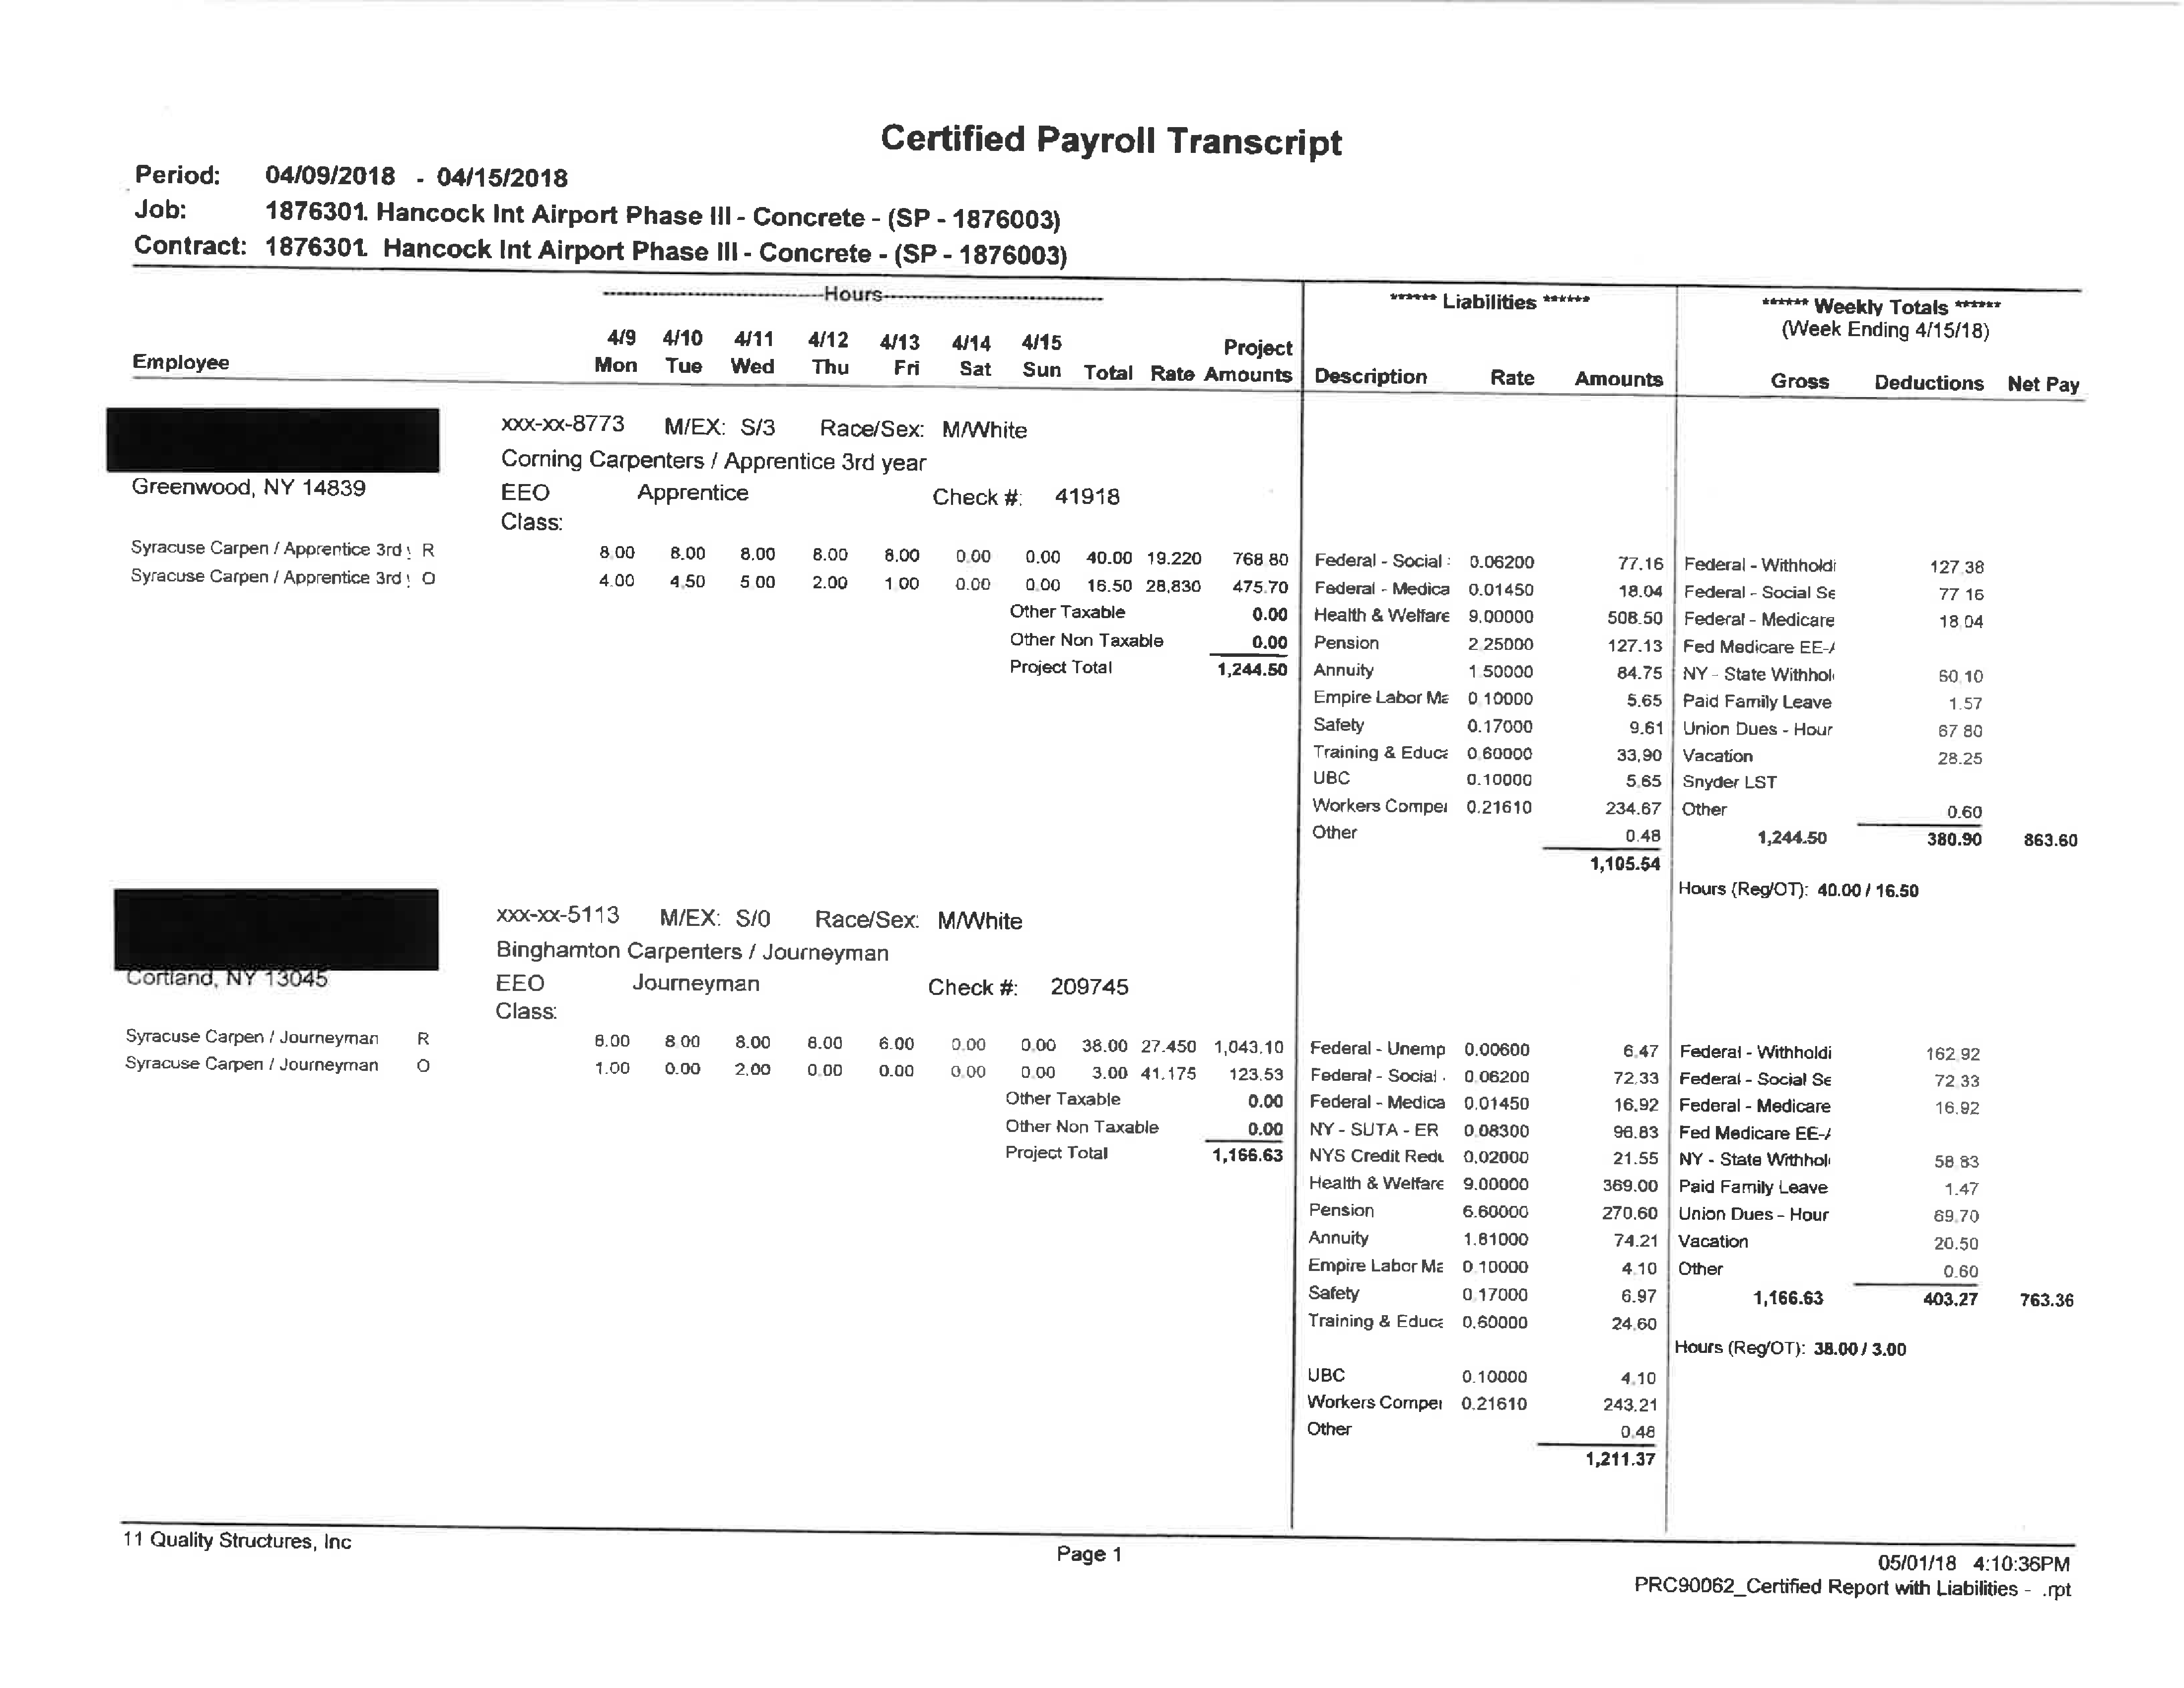 Certified Payroll Transcript
Period: 04/09/2018 - 04/15/2018
Job: 1876301. Hancock Int Airport Phase III - Concrete - (SP - 1876003)
Contract: 1876301. Hancock Int Airport Phase III - Concrete - (SP - 1876003)
Hours
****** Liabilities ******
****** Weekly Totals ******
(Week Ending 4/15/18)
4/9 4/10 4/11 4/12 4/13 4/14 4/15 Project
Employee Mon Tue Wed Thu Fri Sat Sun Total Rate Amounts Description Rate Amounts Gross Deductions Net Pay
xxx-xx-8773 M/EX: S/3 Race/Sex: M/White
Corning Carpenters / Apprentice 3rd year
Greenwood, NY 14839 EEO Apprentice Check #: 41918
Class:
Syracuse Carpen / Apprentice 3rd R 8.00 8.00 8.00 8.00 8.00 0.00 0.00 40.00 19.220 768.80 Federal - Social : 0.06200 77.16 Federal - Withholdi 127.38
Syracuse Carpen / Apprentice 3rd O 4.00 4.50 5.00 2.00 1.00 0.00 0.00 16.50 28.830 475.70 Federal - Medica 0.01450 18.04 Federal - Social Se 77.16
Other Taxable 0.00 Health & Welfare 9.00000 508.50 Federal - Medicare 18.04
Other Non Taxable 0.00 Pension 2.25000 127.13 Fed Medicare EE-/
Project Total 1,244.50 Annuity 1.50000 84.75 NY - State Withhol 60.10
Empire Labor Ma 0.10000 5.65 Paid Family Leave 1.57
Safety 0.17000 9.61 Union Dues - Hour 67.80
Training & Educa 0.60000 33.90 Vacation 28.25
UBC 0.10000 5.65 Snyder LST
Workers Compe 0.21610 234.67 Other 0.60
Other 0.48 1,244.50 380.90 863.60
1,105.54
Hours (Reg/OT): 40.00 / 16.50
xxx-xx-5113 M/EX: S/0 Race/Sex: M/White
Binghamton Carpenters / Journeyman
Cortland, NY 13045 EEO Journeyman Check #: 209745
Class:
Syracuse Carpen / Journeyman R 8.00 8.00 8.00 8.00 6.00 0.00 0.00 38.00 27.450 1,043.10 Federal - Unemp 0.00600 6.47 Federal - Withholdi 162.92
Syracuse Carpen / Journeyman O 1.00 0.00 2.00 0.00 0.00 0.00 0.00 3.00 41.175 123.53 Federal - Social . 0.06200 72.33 Federal - Social Se 72.33
Other Taxable 0.00 Federal - Medica 0.01450 16.92 Federal - Medicare 16.92
Other Non Taxable 0.00 NY - SUTA - ER 0.08300 96.83 Fed Medicare EE-/
Project Total 1,166.63 NYS Credit Redu 0.02000 21.55 NY - State Withhol 58.83
Health & Welfare 9.00000 369.00 Paid Family Leave 1.47
Pension 6.60000 270.60 Union Dues - Hour 69.70
Annuity 1.81000 74.21 Vacation 20.50
Empire Labor Ma 0.10000 4.10 Other 0.60
Safety 0.17000 6.97 1,166.63 403.27 763.36
Training & Educa 0.60000 24.60
Hours (Reg/OT): 38.00 / 3.00
UBC 0.10000 4.10
Workers Compe 0.21610 243.21
Other 0.48
1,211.37
11 Quality Structures, Inc
Page 1
05/01/18 4:10:36PM
PRC90062_Certified Report with Liabilities - .rpt